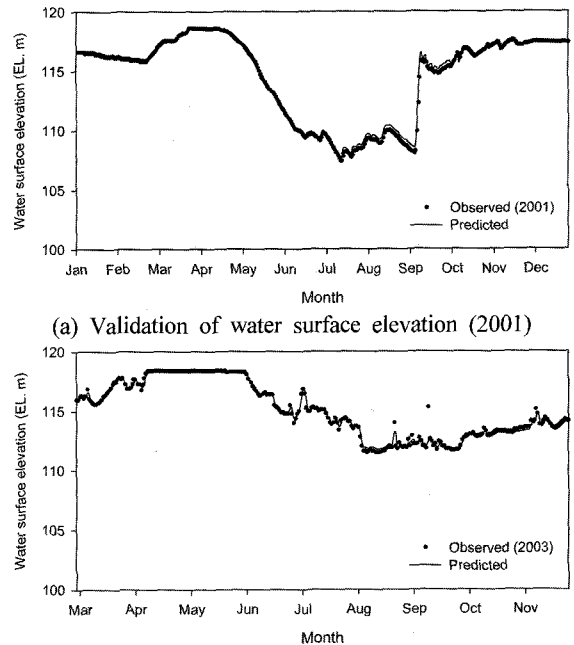 Water surface elevation (EL. m)
120
115
110
105
100
Observed (2001)
Predicted
Jan Feb Mar Apr May Jun Jul Aug Sep Oct Nov Dec
Month
(a) Validation of water surface elevation (2001)
Water surface elevation (EL. m)
120
115
110
105
100
Observed (2003)
Predicted
Mar Apr May Jun Jul Aug Sep Oct Nov
Month